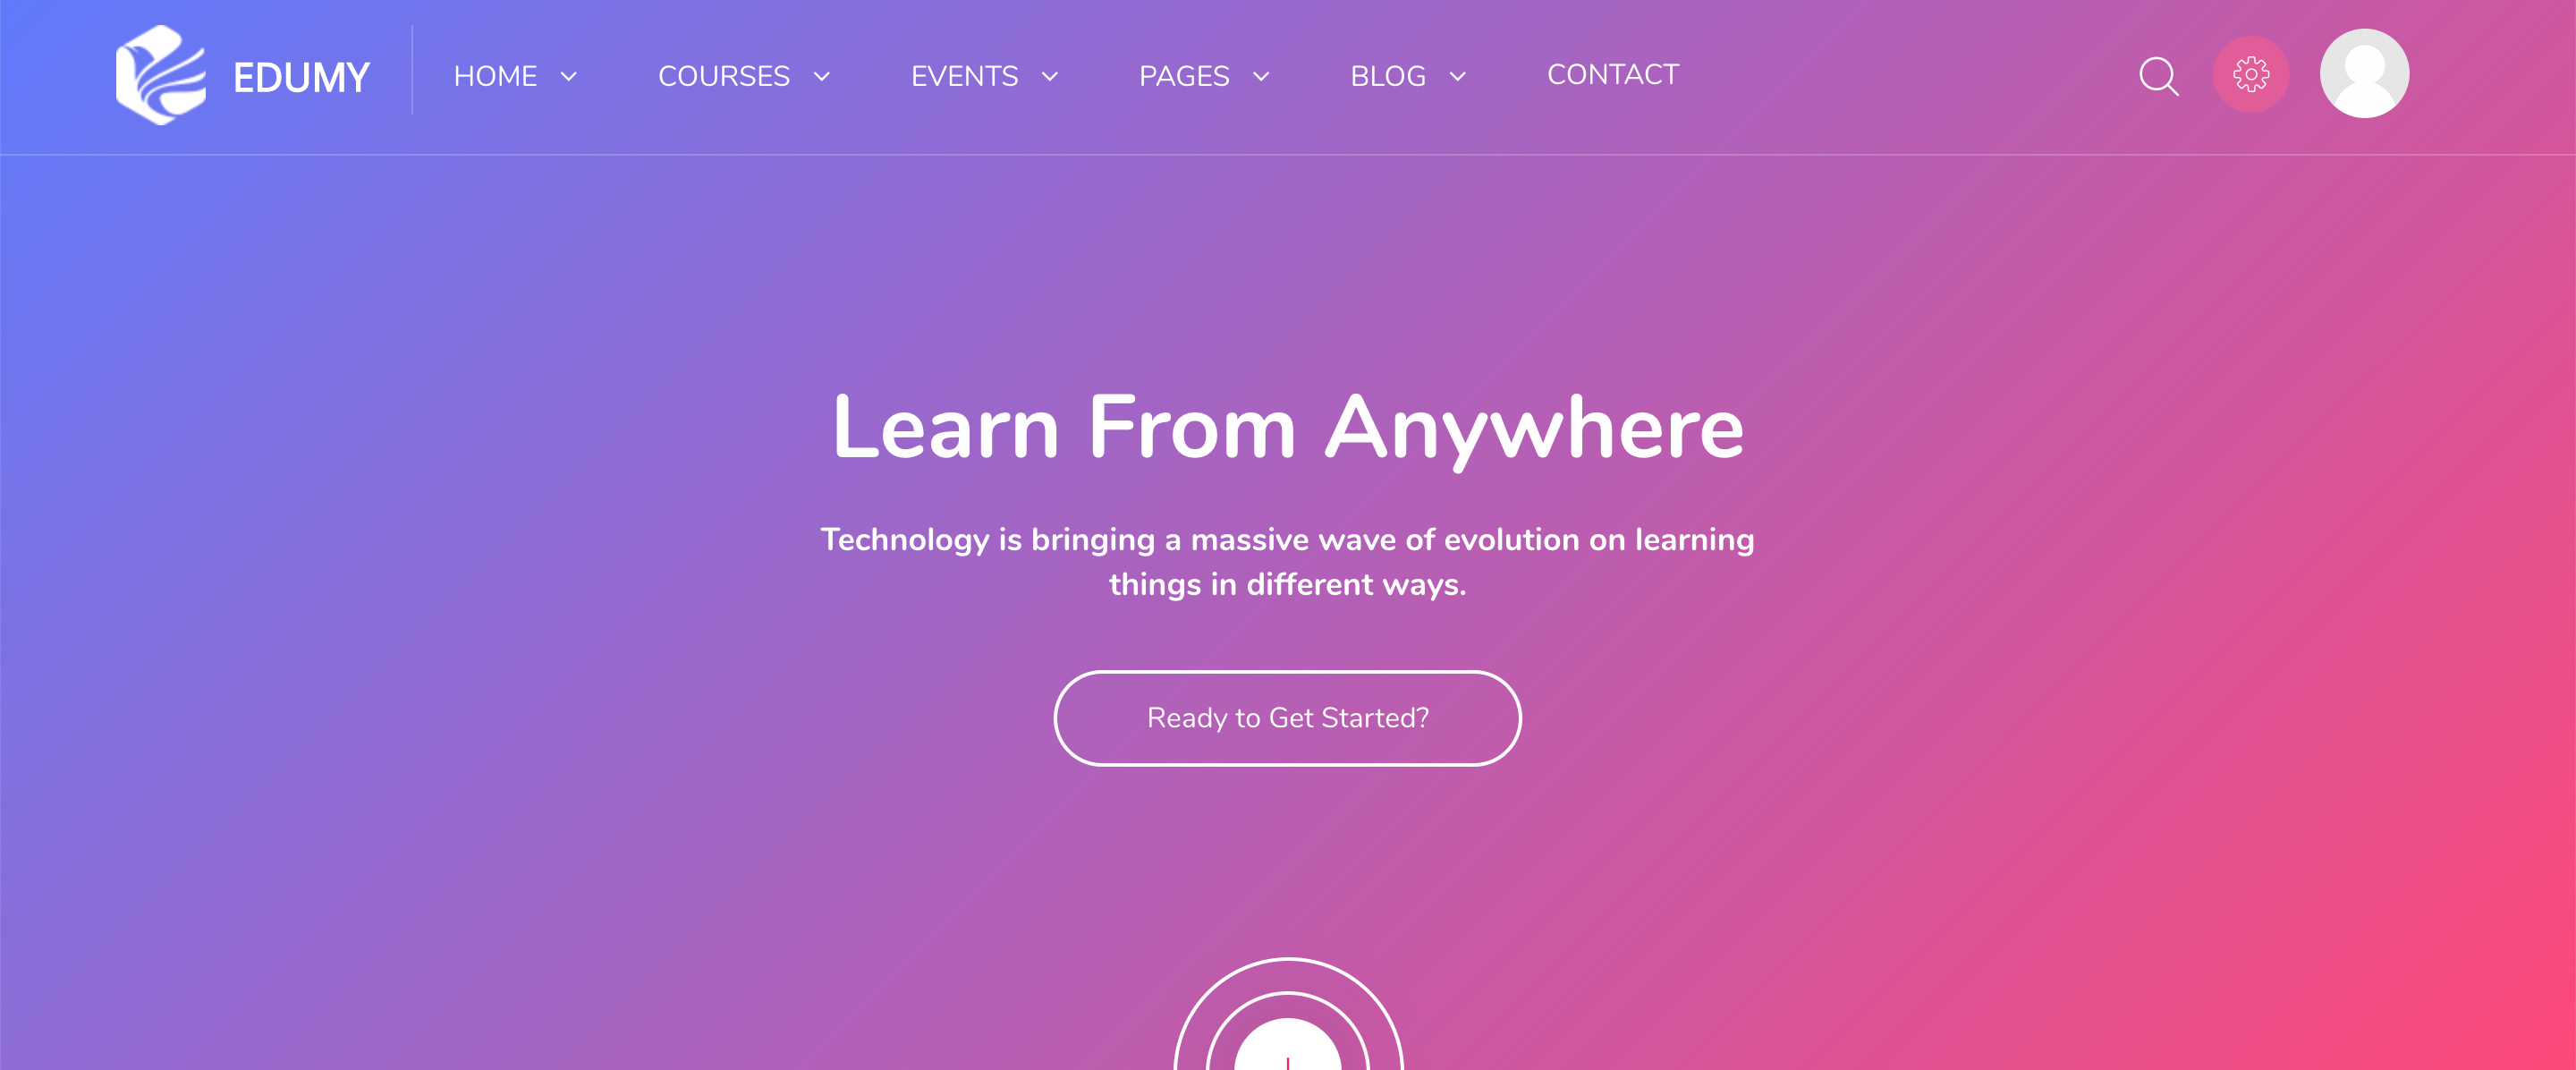 EDUMY
HOME
COURSES
EVENTS
PAGES
BLOG
CONTACT
Learn From Anywhere
Technology is bringing a massive wave of evolution on learning
things in different ways.
Ready to Get Started?